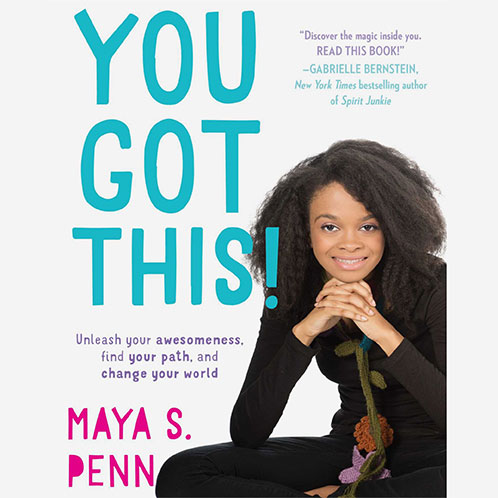 YOU
GOT
THIS!
“Discover the magic inside you.
READ THIS BOOK!”
–GABRIELLE BERNSTEIN,
New York Times bestselling author
of Spirit Junkie
Unleash your awesomeness,
find your path, and
change your world
MAYA S.
PENN